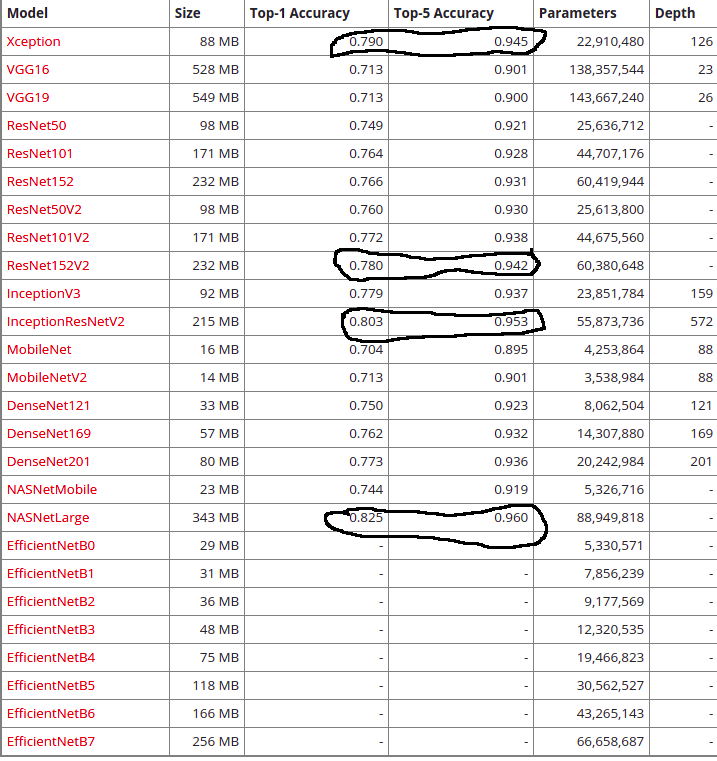 Model Size Top-1 Accuracy Top-5 Accuracy Parameters Depth
Xception 88 MB 0.790 0.945 22,910,480 126
VGG16 528 MB 0.713 0.901 138,357,544 23
VGG19 549 MB 0.713 0.900 143,667,240 26
ResNet50 98 MB 0.749 0.921 25,636,712 -
ResNet101 171 MB 0.764 0.928 44,707,176 -
ResNet152 232 MB 0.766 0.931 60,419,944 -
ResNet50V2 98 MB 0.760 0.930 25,613,800 -
ResNet101V2 171 MB 0.772 0.938 44,675,560 -
ResNet152V2 232 MB 0.780 0.942 60,380,648 -
InceptionV3 92 MB 0.779 0.937 23,851,784 159
InceptionResNetV2 215 MB 0.803 0.953 55,873,736 572
MobileNet 16 MB 0.704 0.895 4,253,864 88
MobileNetV2 14 MB 0.713 0.901 3,538,984 88
DenseNet121 33 MB 0.750 0.923 8,062,504 121
DenseNet169 57 MB 0.762 0.932 14,307,880 169
DenseNet201 80 MB 0.773 0.936 20,242,984 201
NASNetMobile 23 MB 0.744 0.919 5,326,716 -
NASNetLarge 343 MB 0.825 0.960 88,949,818 -
EfficientNetB0 29 MB - - 5,330,571 -
EfficientNetB1 31 MB - - 7,856,239 -
EfficientNetB2 36 MB - - 9,177,569 -
EfficientNetB3 48 MB - - 12,320,535 -
EfficientNetB4 75 MB - - 19,466,823 -
EfficientNetB5 118 MB - - 30,562,527 -
EfficientNetB6 166 MB - - 43,265,143 -
EfficientNetB7 256 MB - - 66,658,687 -